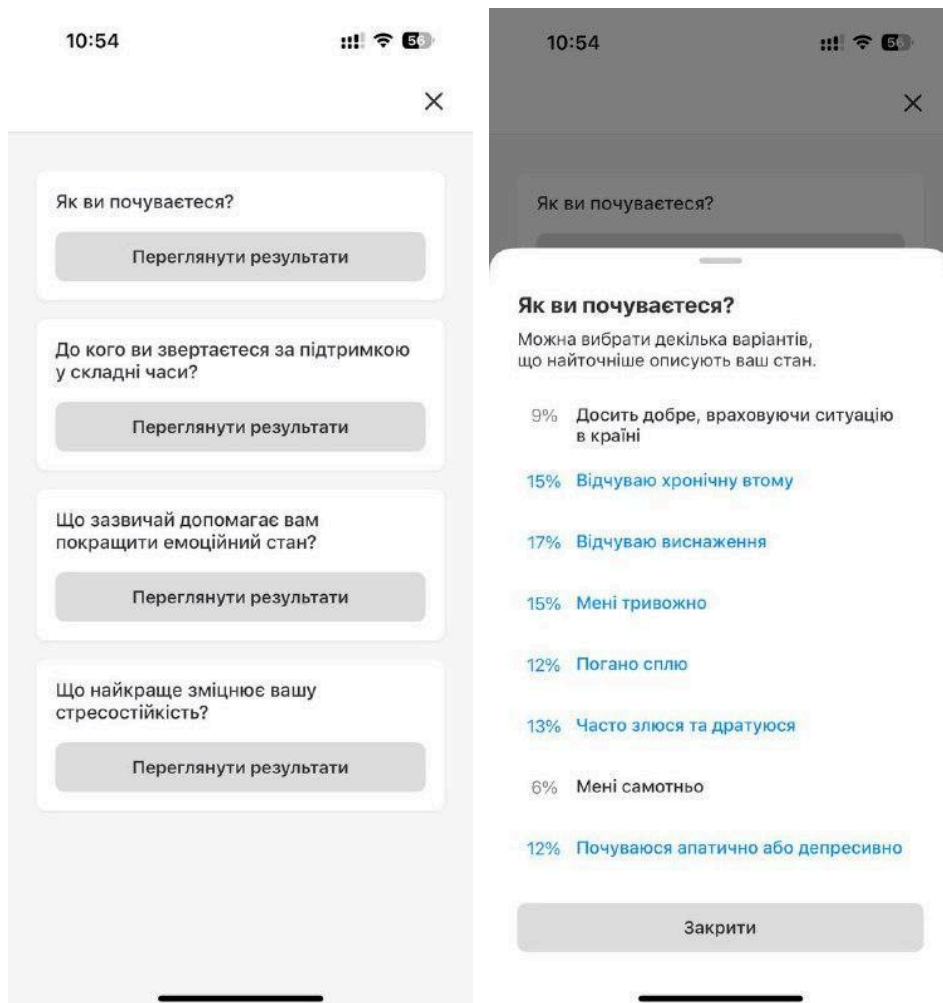 10:54
56
Як ви почуваєтеся?
Переглянути результати
До кого ви звертаєтеся за підтримкою
у складні часи?
Переглянути результати
Що зазвичай допомагає вам
покращити емоційний стан?
Переглянути результати
Що найкраще зміцнює вашу
стресостійкість?
Переглянути результати
10:54
56
Як ви почуваєтеся?
Як ви почуваєтеся?
Можна вибрати декілька варіантів,
що найточніше описують ваш стан.
9% Досить добре, враховуючи ситуацію
в країні
15% Відчуваю хронічну втому
17% Відчуваю виснаження
15% Мені тривожно
12% Погано сплю
13% Часто злюся та дратуюся
6% Мені самотньо
12% Почуваюся апатично або депресивно
Закрити